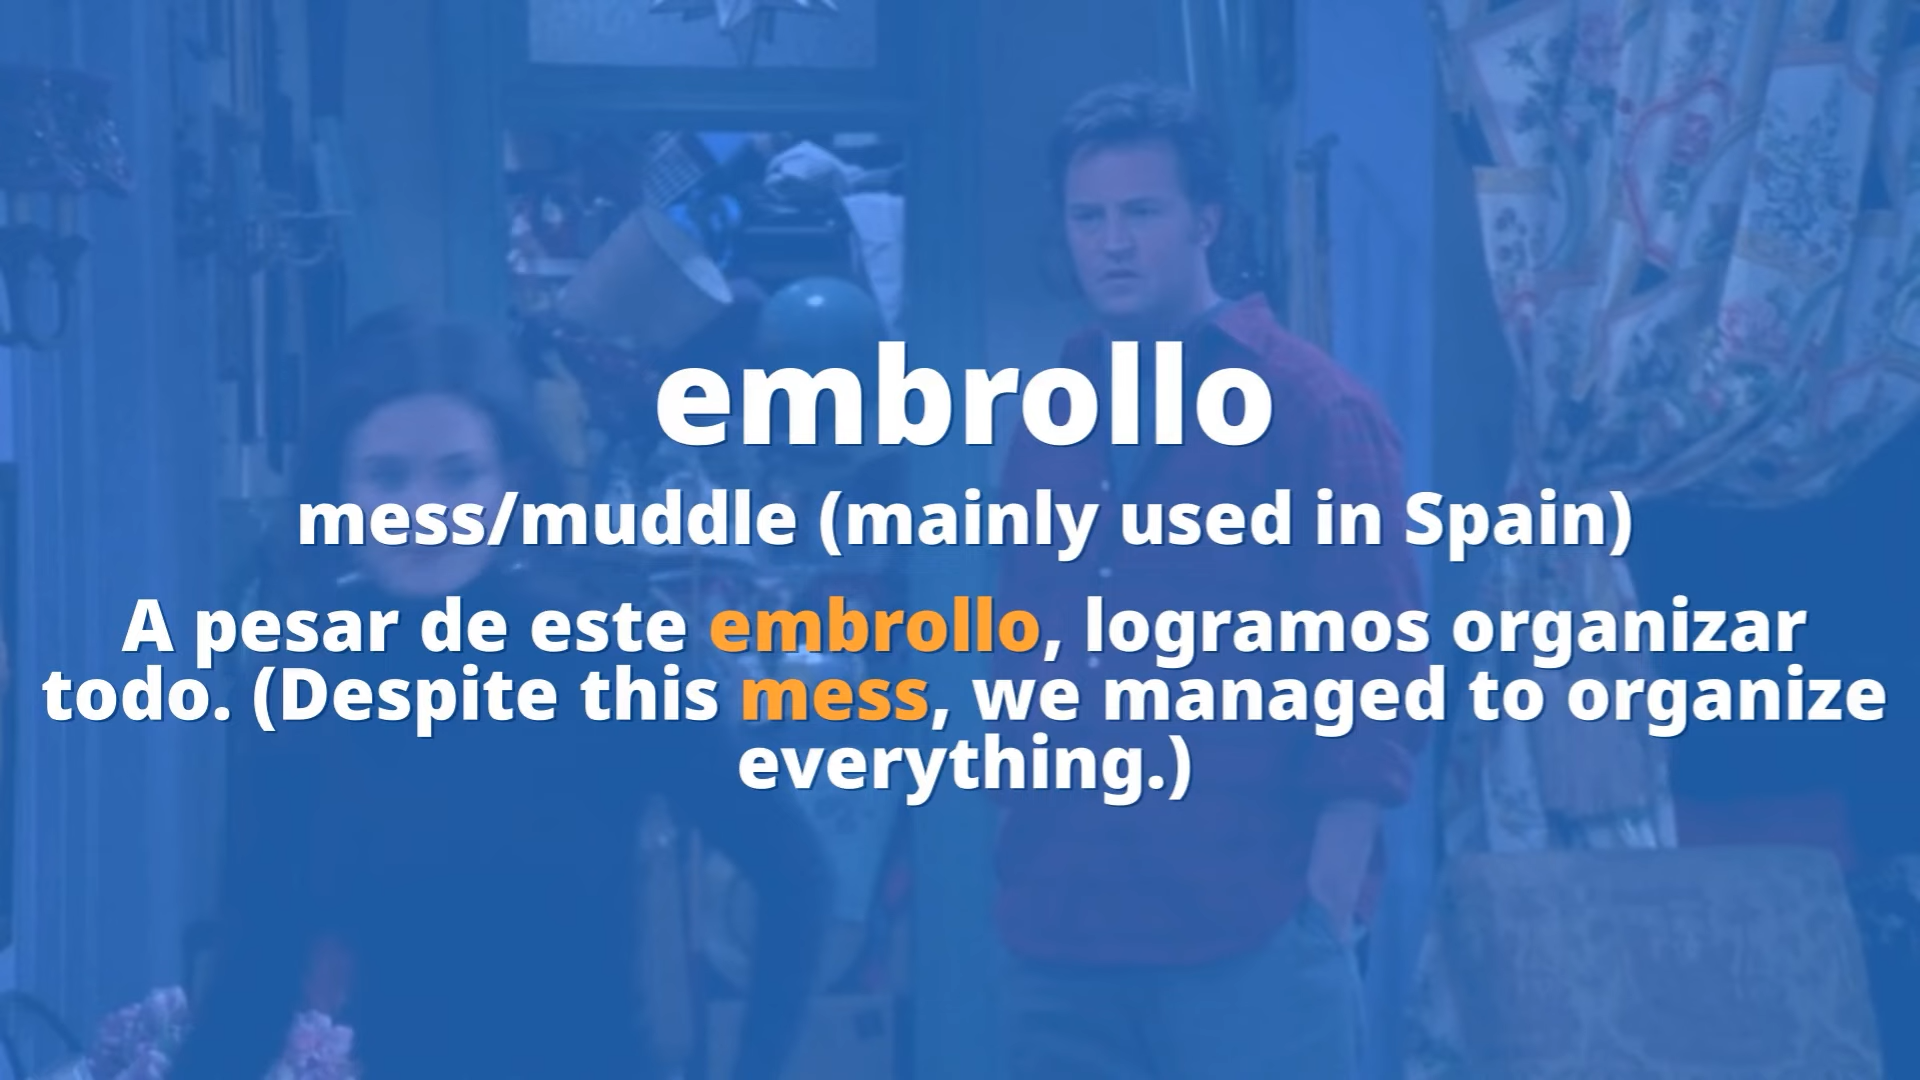 embrollo
mess/muddle (mainly used in Spain)
A pesar de este embrollo, logramos organizar
todo. (Despite this mess, we managed to organize
everything.)